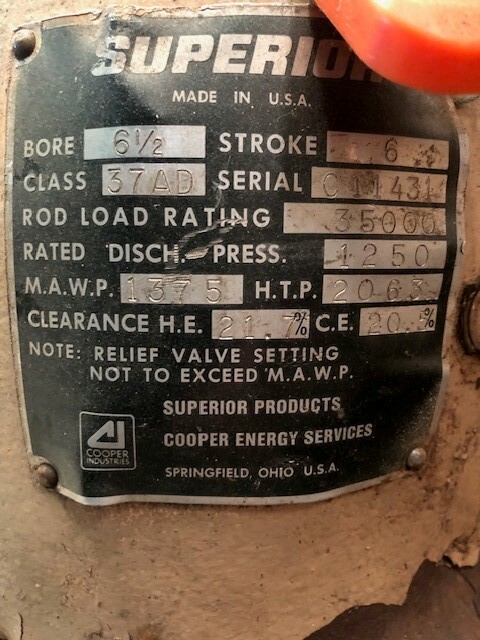 SUPERIOR
MADE IN U.S.A.
BORE 6½ STROKE 6
CLASS 37AD SERIAL C11431
ROD LOAD RATING 35000
RATED DISCH. PRESS. 1250
M.A.W.P. 1375 H.T.P. 2063
CLEARANCE H.E. 21.7% C.E. 20.5%
NOTE: RELIEF VALVE SETTING
NOT TO EXCEED M.A.W.P.
SUPERIOR PRODUCTS
COOPER ENERGY SERVICES
COOPER
INDUSTRIES
SPRINGFIELD, OHIO U.S.A.